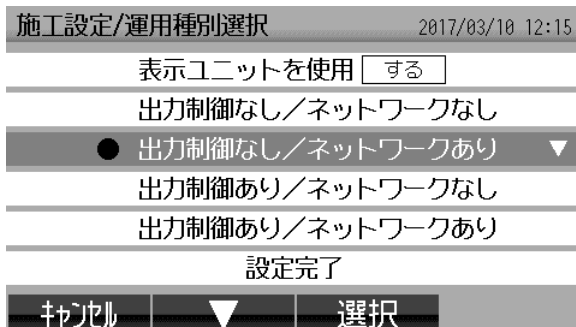 施工設定/運用種別選択 2017/03/10 12:15
表示ユニットを使用 する
出力制御なし／ネットワークなし
● 出力制御なし／ネットワークあり ▼
出力制御あり／ネットワークなし
出力制御あり／ネットワークあり
設定完了
ｷｬﾝｾﾙ ▼ 選択